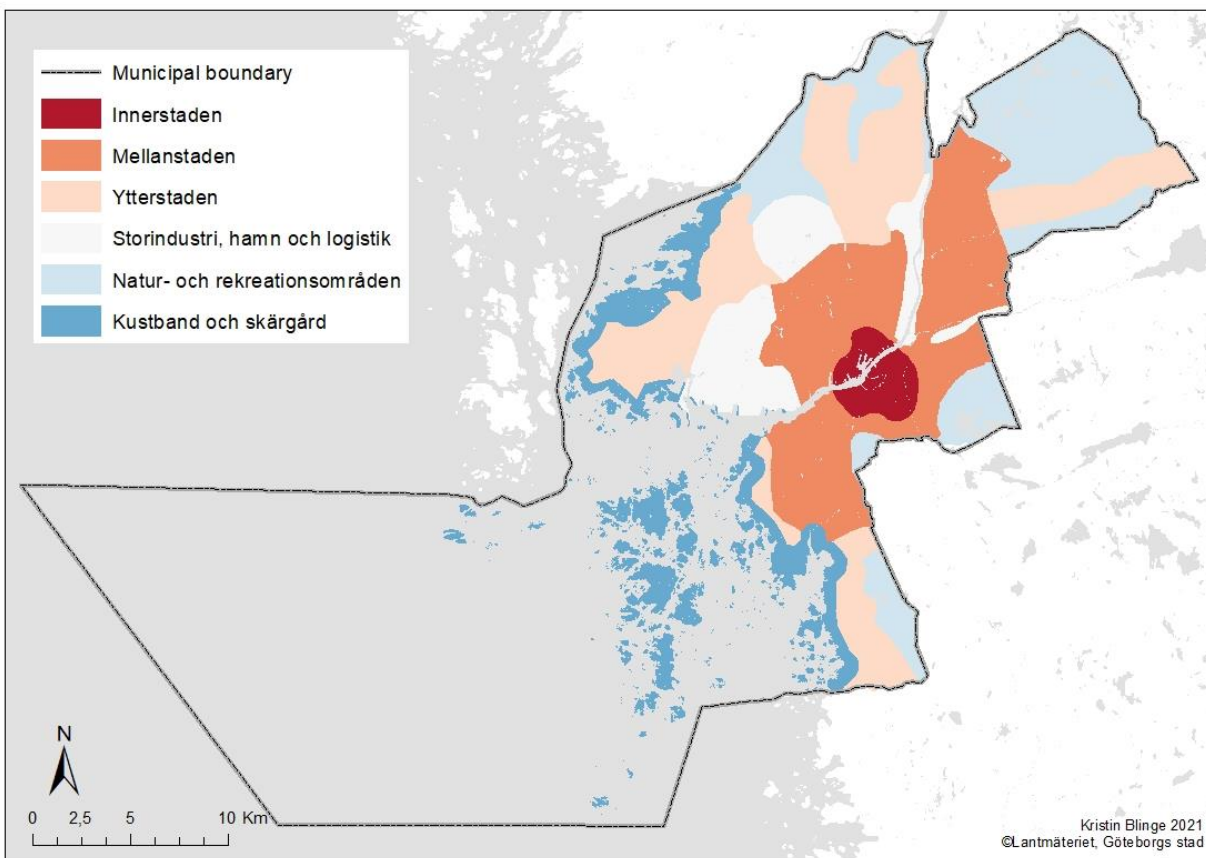 Municipal boundary
Innerstaden
Mellanstaden
Ytterstaden
Storindustri, hamn och logistik
Natur- och rekreationsområden
Kustband och skärgård
N
0 2,5 5 10 Km
Kristin Blinge 2021
©Lantmäteriet, Göteborgs stad